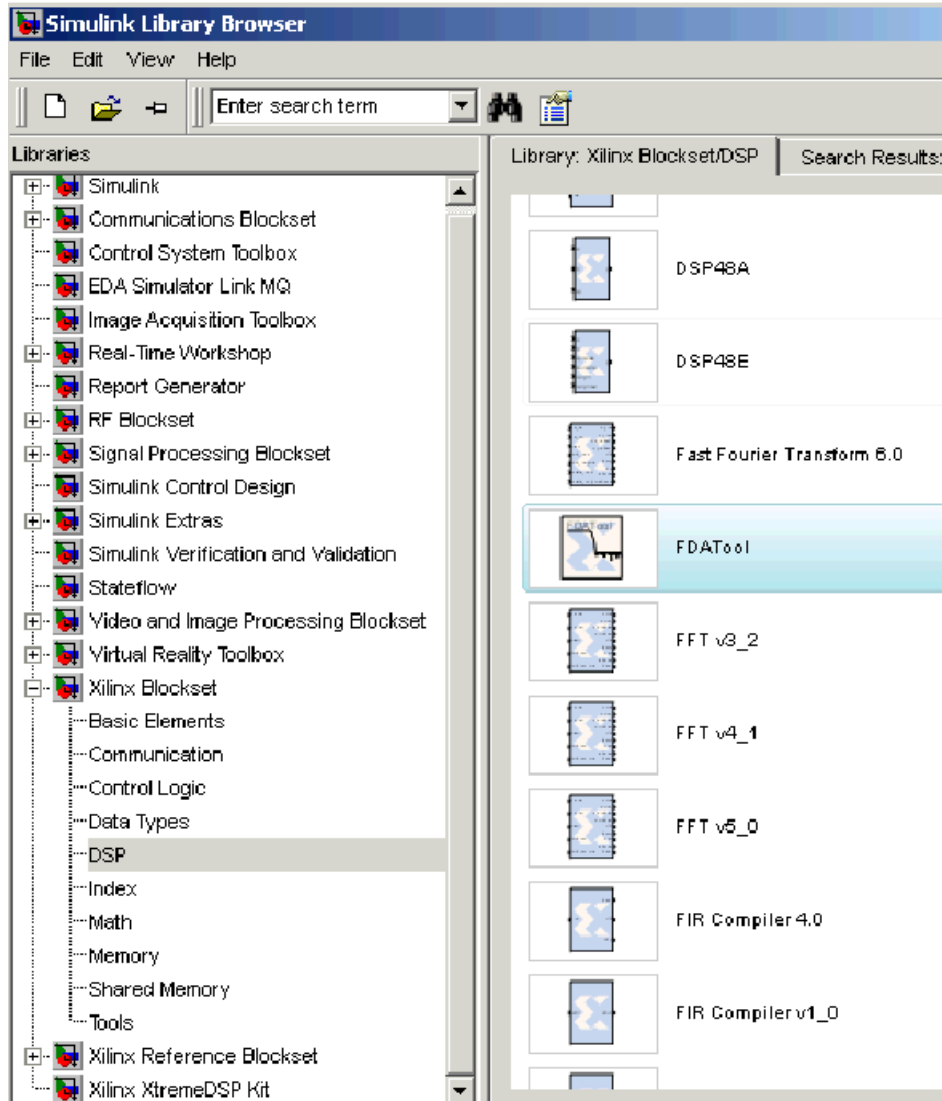 Simulink Library Browser
File Edit View Help
Enter search term
Libraries
Simulink
Communications Blockset
Control System Toolbox
EDA Simulator Link MQ
Image Acquisition Toolbox
Real-Time Workshop
Report Generator
RF Blockset
Signal Processing Blockset
Simulink Control Design
Simulink Extras
Simulink Verification and Validation
Stateflow
Video and Image Processing Blockset
Virtual Reality Toolbox
Xilinx Blockset
Basic Elements
Communication
Control Logic
Data Types
DSP
Index
Math
Memory
Shared Memory
Tools
Xilinx Reference Blockset
Xilinx XtremeDSP Kit
Library: Xilinx Blockset/DSP
Search Results:
DSP48A
DSP48E
Fast Fourier Transform 6.0
FDATool
FDATool
FFT v3_2
FFT v4_1
FFT v5_0
FIR Compiler 4.0
FIR Compiler v1_0